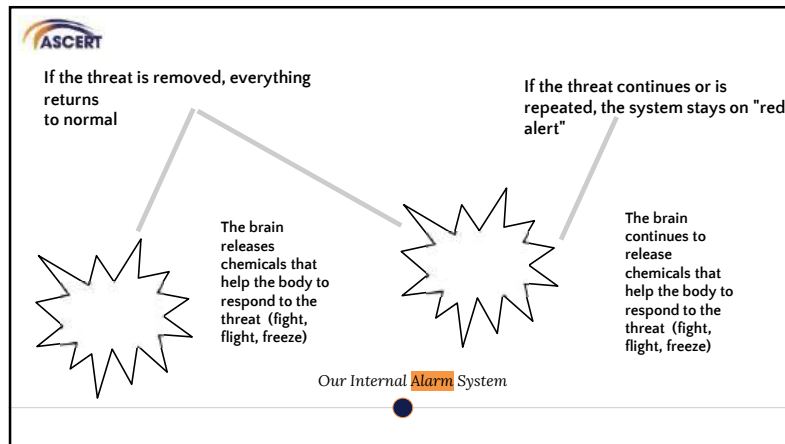 ASCERT
If the threat is removed, everything
returns
to normal
If the threat continues or is
repeated, the system stays on "red
alert"
The brain
releases
chemicals that
help the body to
respond to the
threat (fight,
flight, freeze)
The brain
continues to
release
chemicals that
help the body to
respond to the
threat (fight,
flight, freeze)
Our Internal Alarm System